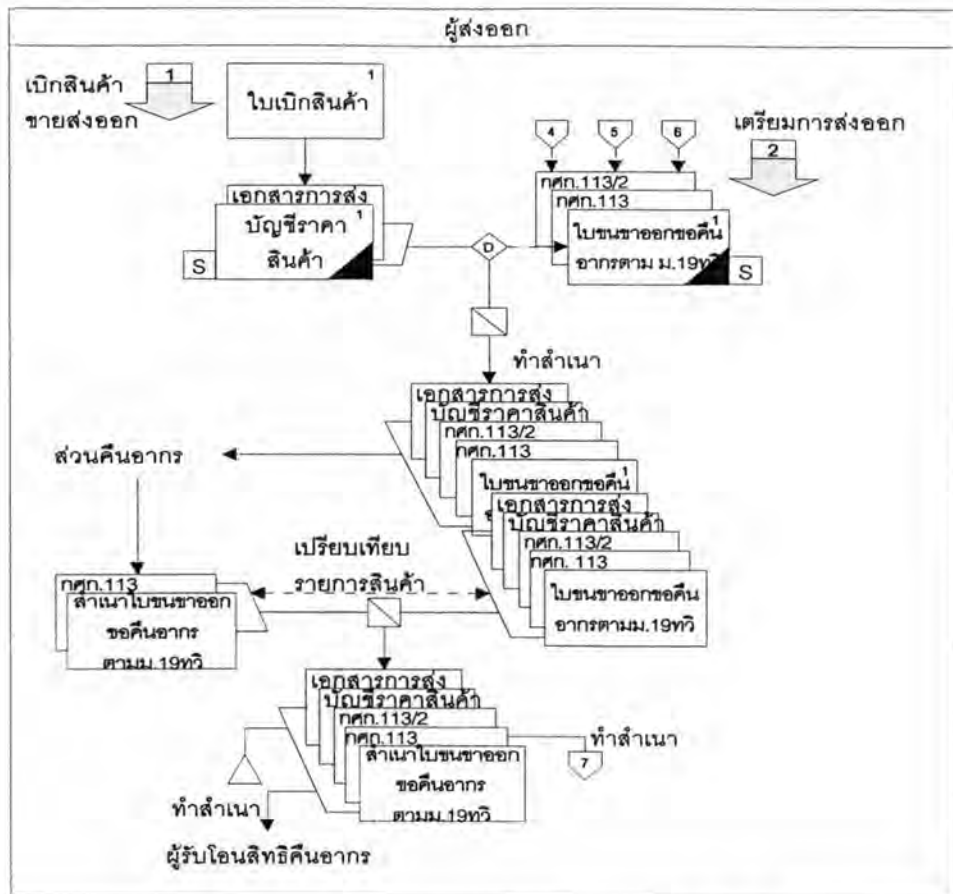 ผู้ส่งออก
เบิกสินค้า
ขายส่งออก
1
1
ใบเบิกสินค้า
4
5
6
เตรียมการส่งออก
2
เอกสารการส่ง
1
บัญชีราคา
สินค้า
S
D
กศก.113/2
กศก.113
1
ใบขนขาออกขอคืน
อากรตาม ม.19ทวิ
S
ทำสำเนา
เอกสารการส่ง
บัญชีราคาสินค้า
กศก.113/2
กศก.113
1
ใบขนขาออกขอคืน
เอกสารการส่ง
บัญชีราคาสินค้า
กศก.113/2
กศก. 113
ใบขนขาออกขอคืน
อากรตามม.19ทวิ
ส่วนคืนอากร
เปรียบเทียบ
รายการสินค้า
กศก.113
สำเนาใบขนขาออก
ขอคืนอากร
ตามม.19ทวิ
เอกสารการส่ง
บัญชีราคาสินค้า
กศก.113/2
กศก.113
สำเนาใบขนขาออก
ขอคืนอากร
ตามม.19ทวิ
ทำสำเนา
7
ทำสำเนา
ผู้รับโอนสิทธิคืนอากร